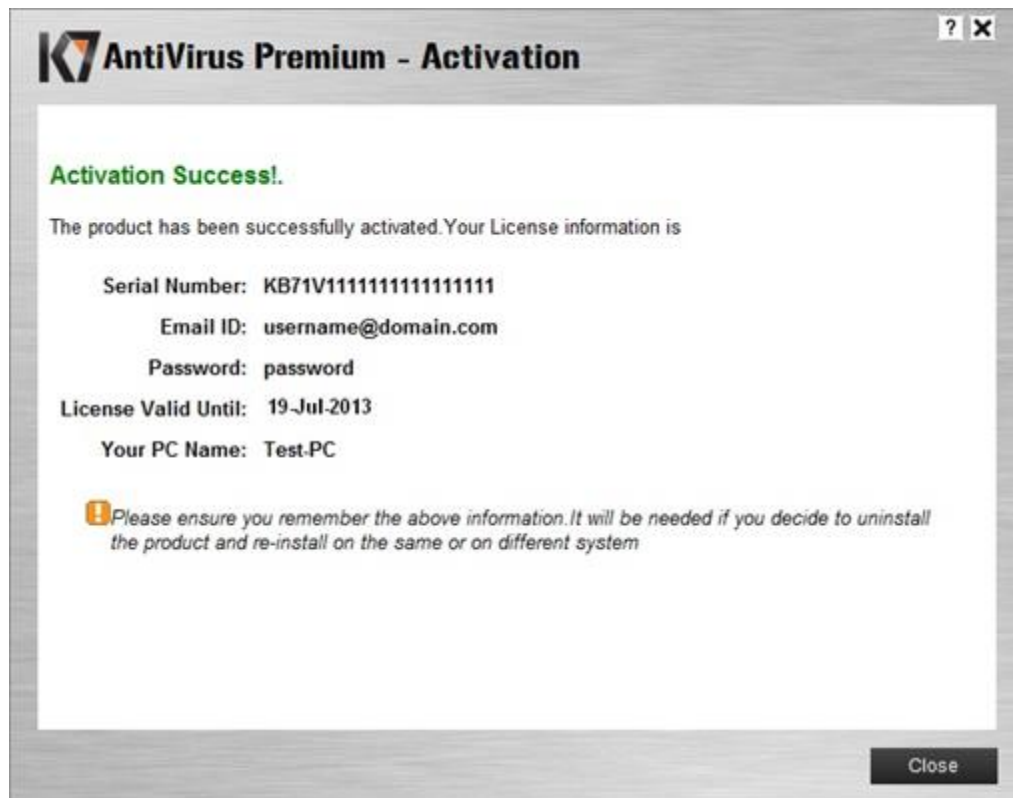 ? X
K7 AntiVirus Premium - Activation
Activation Success!.
The product has been successfully activated.Your License information is
Serial Number: KB71V1111111111111111
Email ID: username@domain.com
Password: password
License Valid Until: 19-Jul-2013
Your PC Name: Test-PC
!Please ensure you remember the above information.It will be needed if you decide to uninstall
the product and re-install on the same or on different system
Close